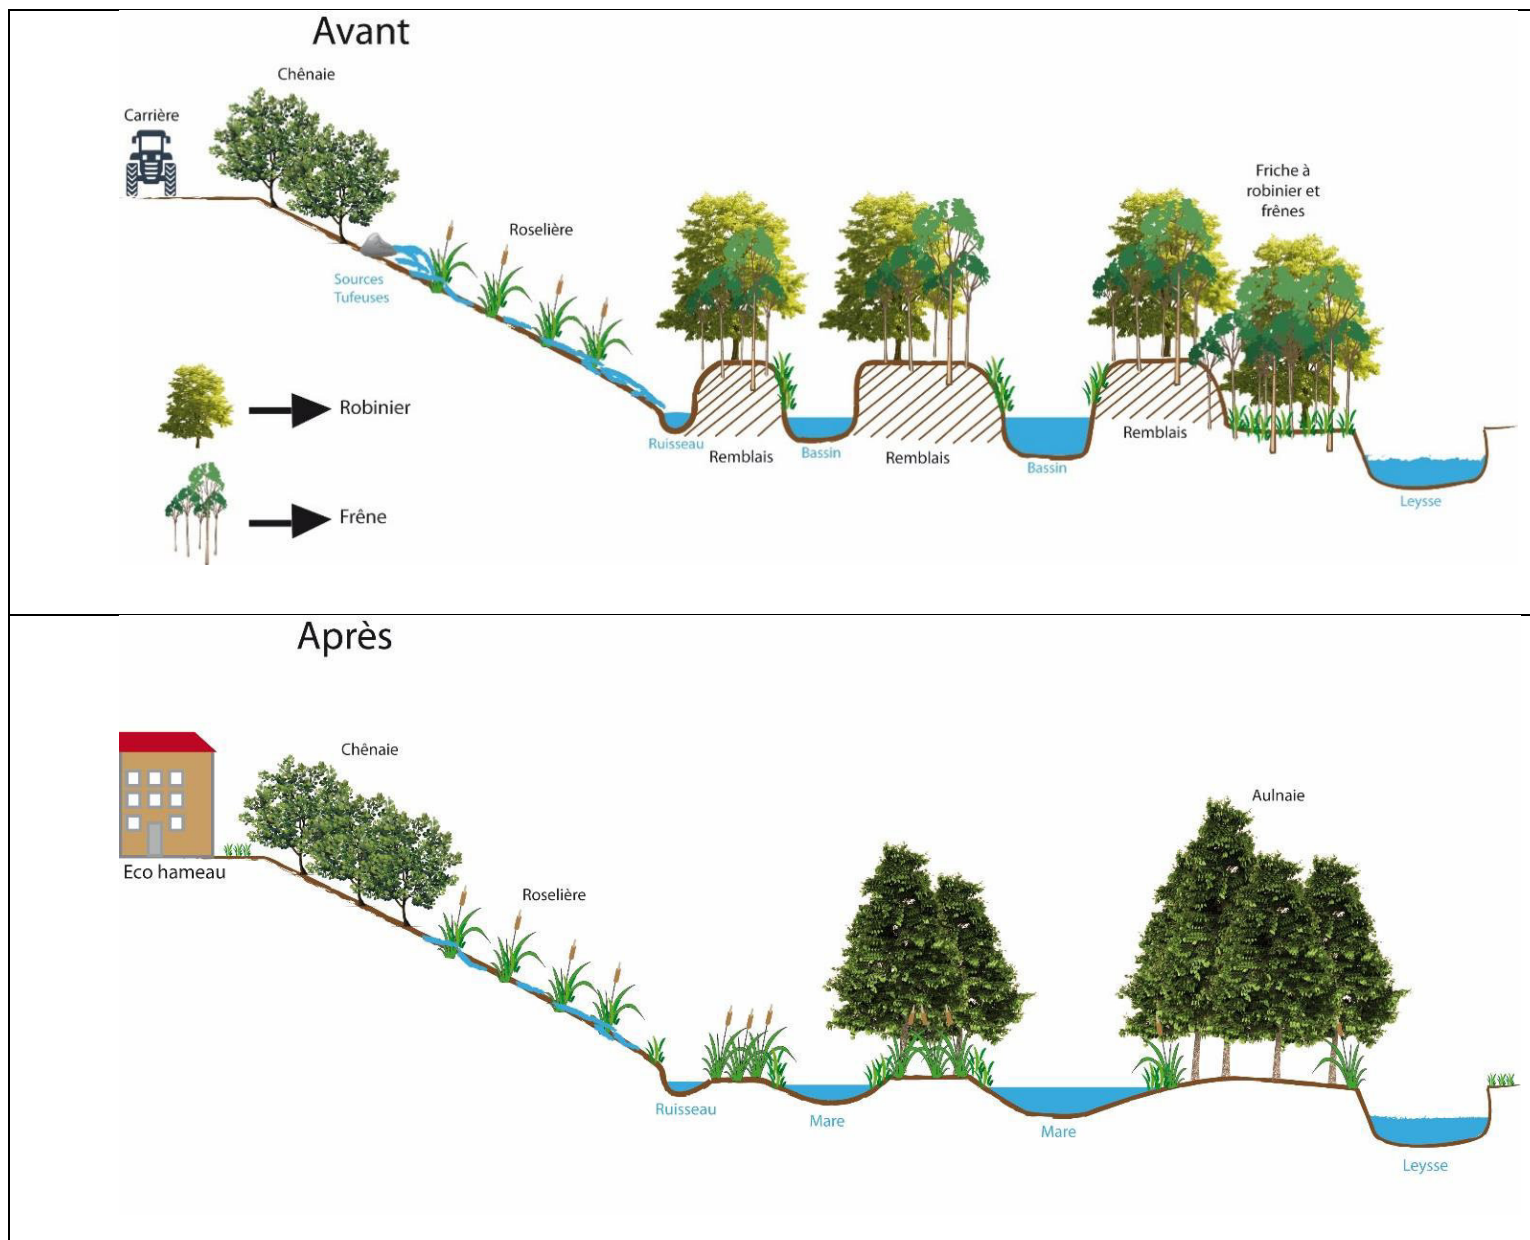 Avant
Chênaie
Carrière
Friche à
robinier et
frênes
Roselière
Sources
Tufeuses
Robinier
Ruisseau
Remblais
Bassin
Remblais
Bassin
Remblais
Leysse
Frêne
Après
Chênaie
Aulnaie
Eco hameau
Roselière
Ruisseau
Mare
Mare
Leysse